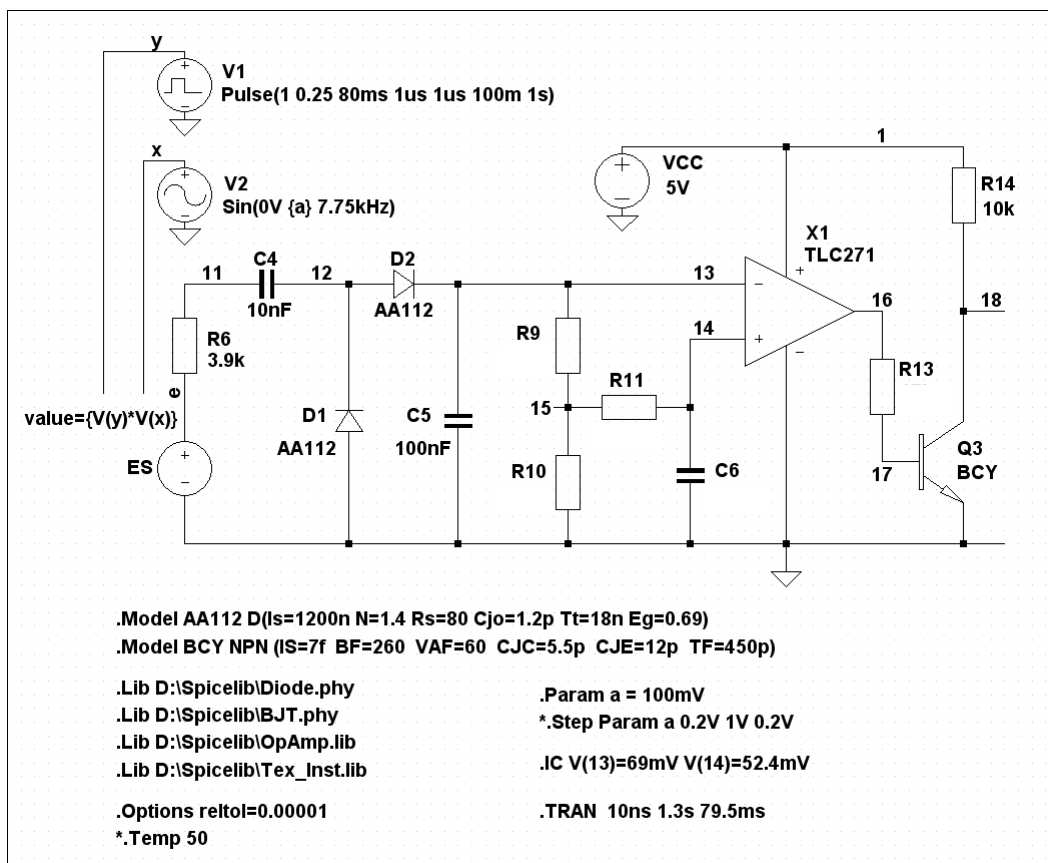 y
V1
Pulse(1 0.25 80ms 1us 1us 100m 1s)
x
V2
Sin(0V {a} 7.75kHz)
VCC
5V
1
R14
10k
X1
TLC271
11
C4
10nF
12
D2
AA112
13
14
16
18
R6
3.9k
R9
R11
R13
e
value={V(y)*V(x)}
D1
AA112
C5
100nF
15
R10
C6
17
Q3
BCY
ES
.Model AA112 D(Is=1200n N=1.4 Rs=80 Cjo=1.2p Tt=18n Eg=0.69)
.Model BCY NPN (IS=7f BF=260 VAF=60 CJC=5.5p CJE=12p TF=450p)
.Lib D:\Spicelib\Diode.phy
.Lib D:\Spicelib\BJT.phy
.Lib D:\Spicelib\OpAmp.lib
.Lib D:\Spicelib\Tex_Inst.lib
.Options reltol=0.00001
*.Temp 50
.Param a = 100mV
*.Step Param a 0.2V 1V 0.2V
.IC V(13)=69mV V(14)=52.4mV
.TRAN 10ns 1.3s 79.5ms